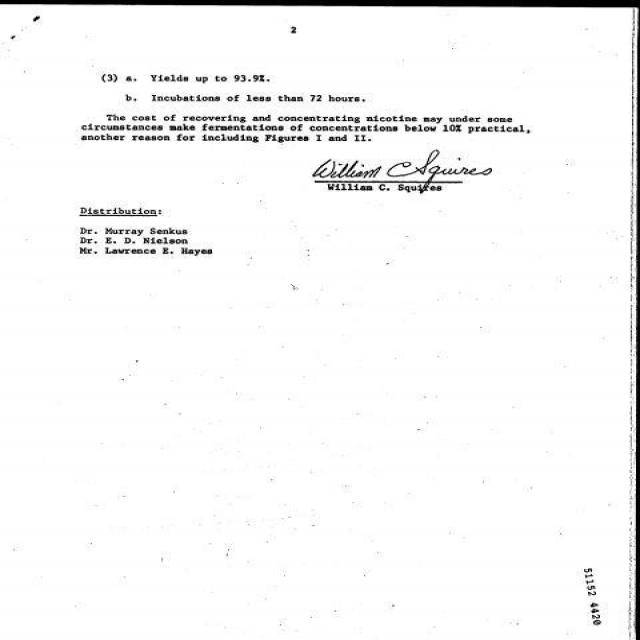 2
(3) a. Yields up to 93.9%.
b. Incubations of less than 72 hours.
The cost of recovering and concentrating nicotine may under some
circumstances make fermentations of concentrations below 10% practical,
another reason for including Figures I and II.
William C Squires
William C. Squires
Distribution:
Dr. Murray Senkus
Dr. E. D. Nielson
Mr. Lawrence E. Hayes
51152 4420